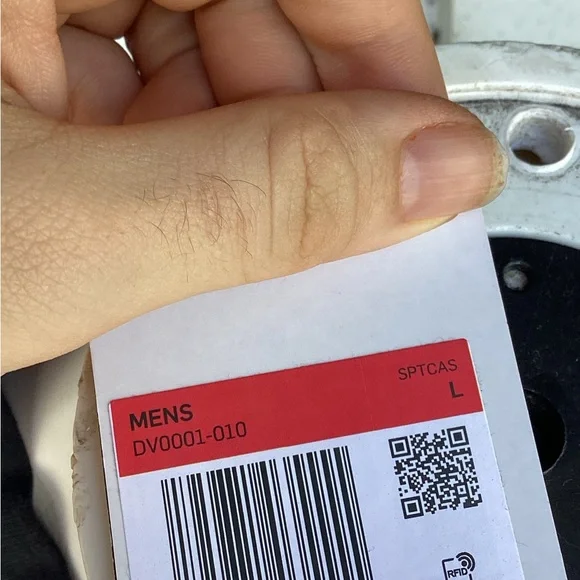 SPTCAS
MENS
L
DV0001-010
RFID